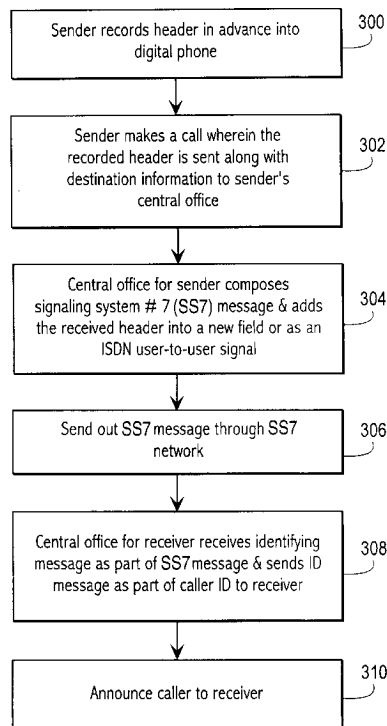 300
Sender records header in advance into
digital phone
302
Sender makes a call wherein the
recorded header is sent along with
destination information to sender's
central office
304
Central office for sender composes
signaling system # 7 (SS7) message & adds
the received header into a new field or as an
ISDN user-to-user signal
306
Send out SS7 message through SS7
network
308
Central office for receiver receives identifying
message as part of SS7 message & sends ID
message as part of caller ID to receiver
310
Announce caller to receiver